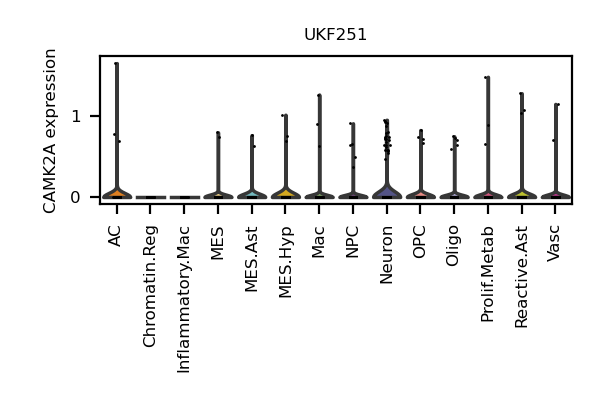 UKF251
CAMK2A expression
1
0
AC
Chromatin.Reg
Inflammatory.Mac
MES
MES.Ast
MES.Hyp
Mac
NPC
Neuron
OPC
Oligo
Prolif.Metab
Reactive.Ast
Vasc